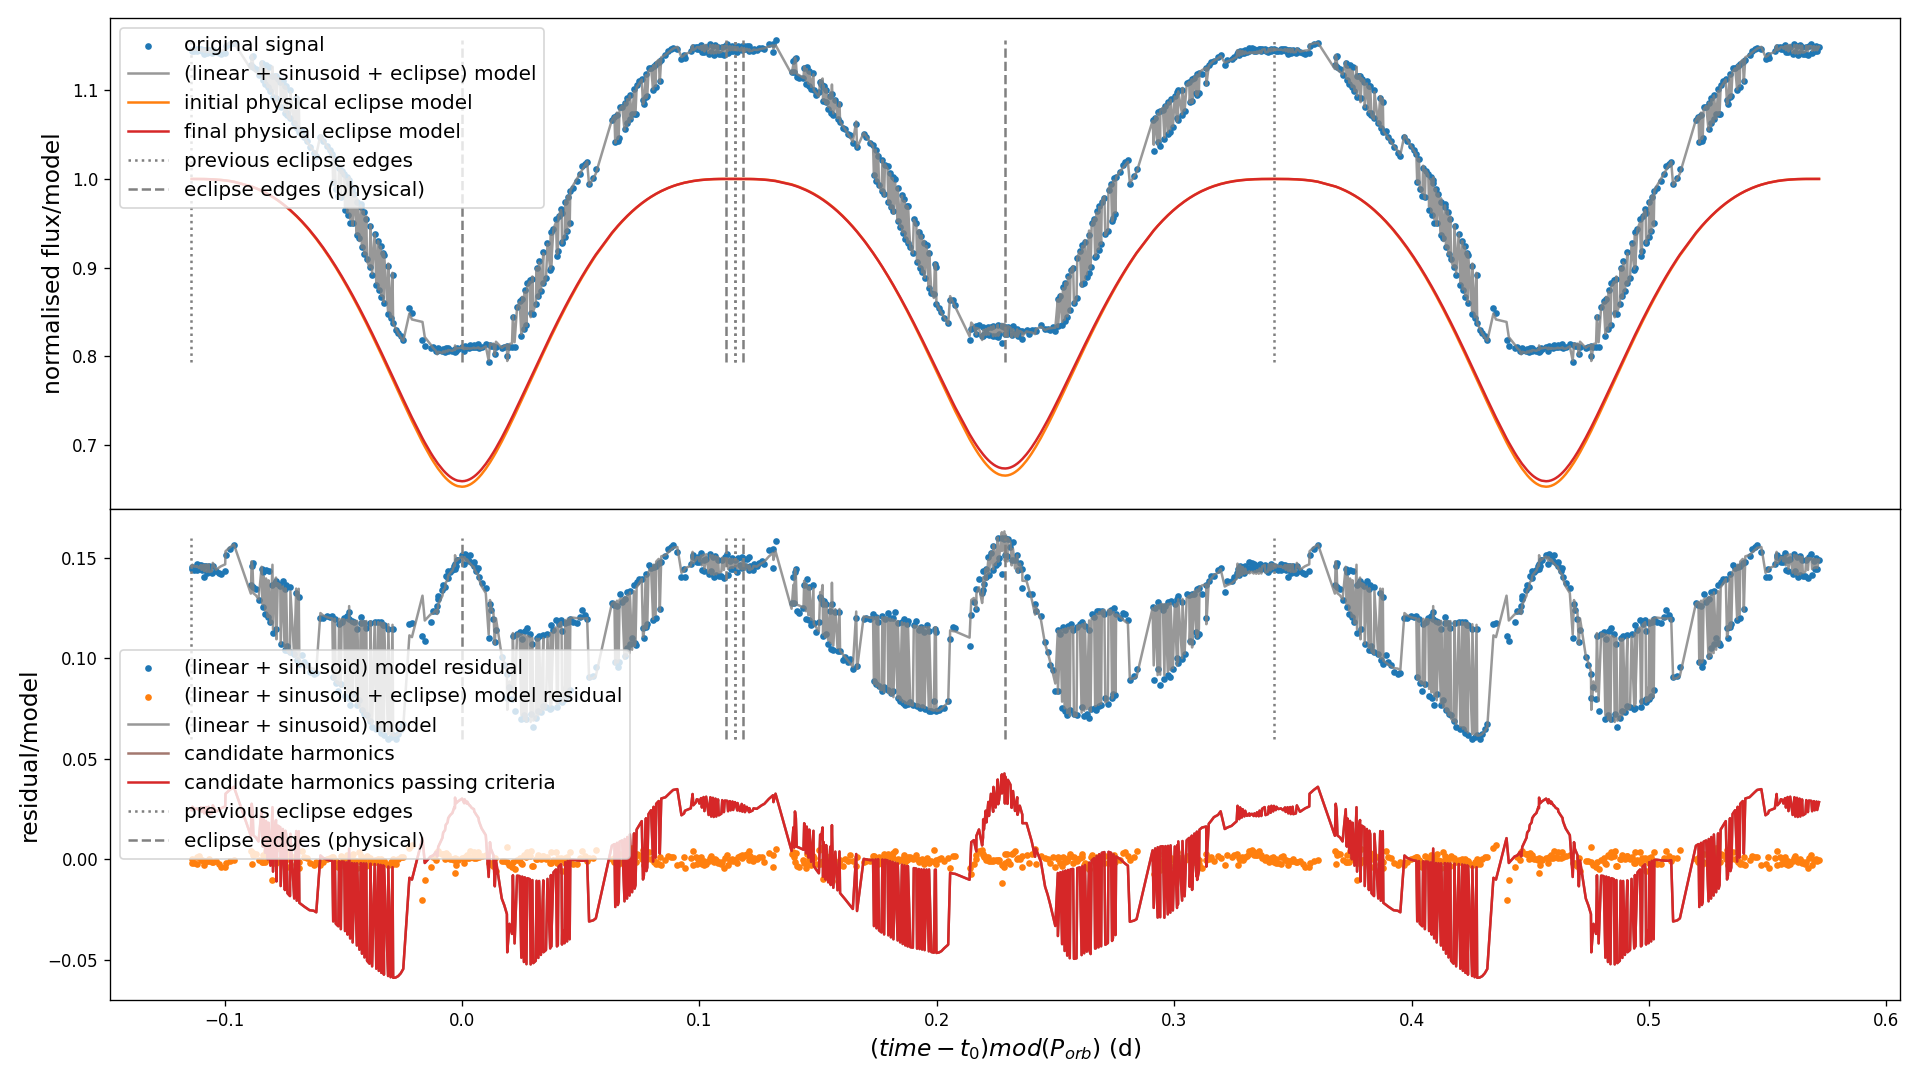 original signal
(linear + sinusoid + eclipse) model
initial physical eclipse model
final physical eclipse model
previous eclipse edges
eclipse edges (physical)
normalised flux/model
1.1
1.0
0.9
0.8
0.7
(linear + sinusoid) model residual
(linear + sinusoid + eclipse) model residual
(linear + sinusoid) model
candidate harmonics
candidate harmonics passing criteria
previous eclipse edges
eclipse edges (physical)
residual/model
0.15
0.10
0.05
0.00
−0.05
−0.1 0.0 0.1 0.2 0.3 0.4 0.5 0.6
(time − t₀)mod(P_orb) (d)